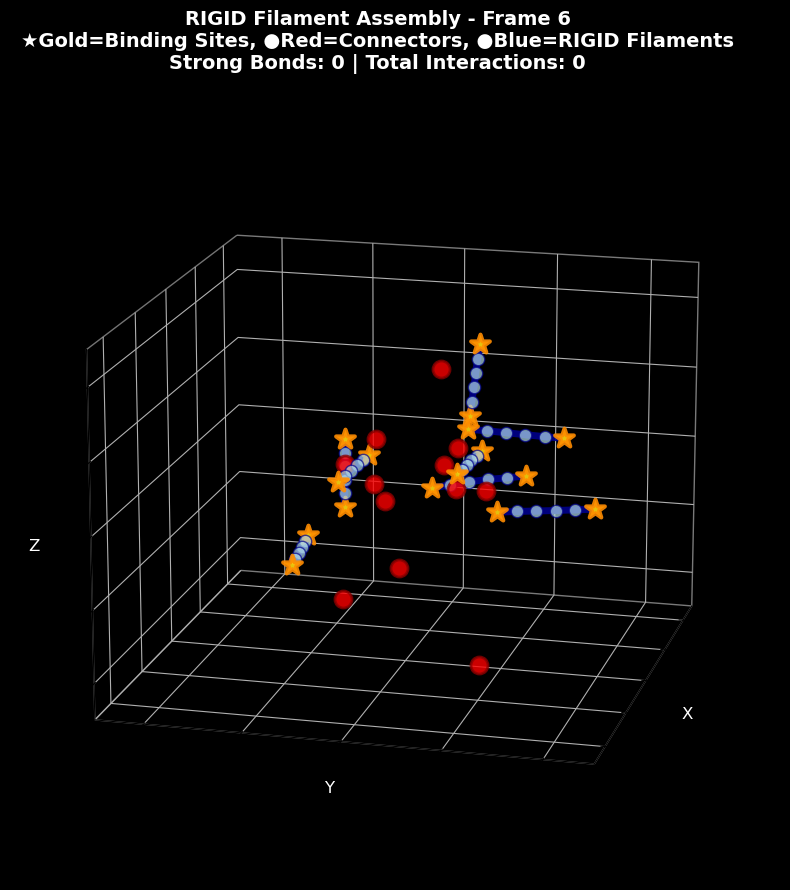 RIGID Filament Assembly - Frame 6
★Gold=Binding Sites, ●Red=Connectors, ●Blue=RIGID Filaments
Strong Bonds: 0 | Total Interactions: 0
Z
X
Y